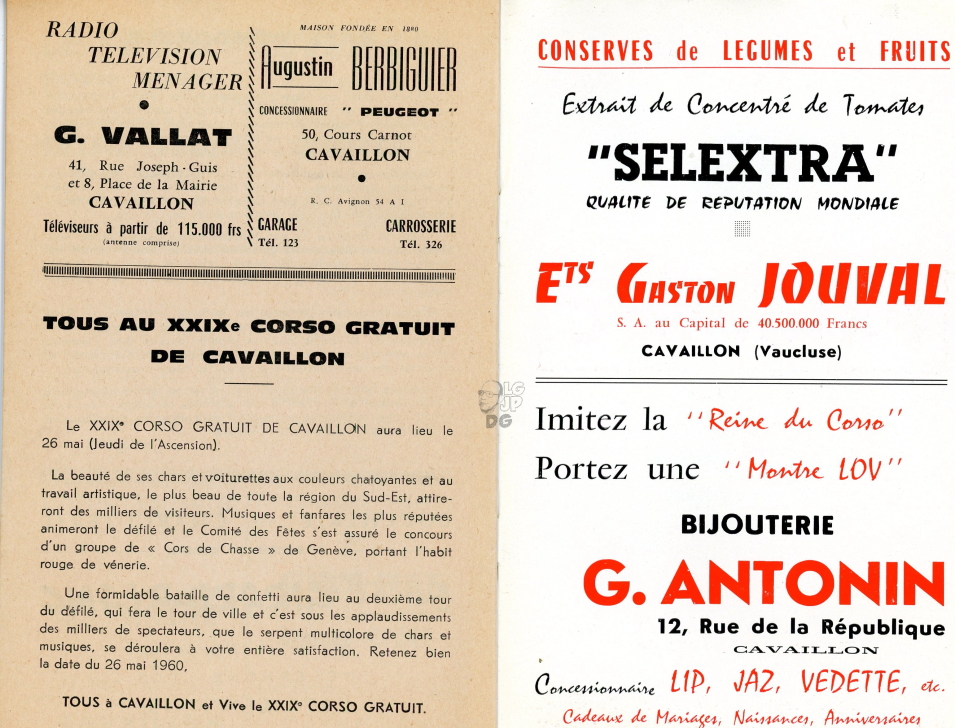 RADIO
TELEVISION
MENAGER
G. VALLAT
41, Rue Joseph - Guis
et 8, Place de la Mairie
CAVAILLON
Téléviseurs à partir de 115.000 frs
(antenne comprise)
MAISON FONDÉE EN 1880
Augustin BERBIGUIER
CONCESSIONNAIRE " PEUGEOT "
50, Cours Carnot
CAVAILLON
R. C. Avignon 54 A I
GARAGE CARROSSERIE
Tél. 123 Tél. 326
TOUS AU XXIXe CORSO GRATUIT
DE CAVAILLON
Le XXIXe CORSO GRATUIT DE CAVAILLON aura lieu le
26 mai (Jeudi de l'Ascension).
La beauté de ses chars et voiturettes aux couleurs chatoyantes et au
travail artistique, le plus beau de toute la région du Sud-Est, attire-
ront des milliers de visiteurs. Musiques et fanfares les plus réputées
animeront le défilé et le Comité des Fêtes s'est assuré le concours
d'un groupe de « Cors de Chasse » de Genève, portant l'habit
rouge de vénerie.
Une formidable bataille de confetti aura lieu au deuxième tour
du défilé, qui fera le tour de ville et c'est sous les applaudissements
des milliers de spectateurs, que le serpent multicolore de chars et
musiques, se déroulera à votre entière satisfaction. Retenez bien
la date du 26 mai 1960,
TOUS à CAVAILLON et Vive le XXIXe CORSO GRATUIT.
LG
JP
DG
CONSERVES de LEGUMES et FRUITS
Extrait de Concentré de Tomates
"SELEXTRA"
QUALITE DE REPUTATION MONDIALE
ETS GASTON JOUVAL
S. A. au Capital de 40.500.000 Francs
CAVAILLON (Vaucluse)
Imitez la ''Reine du Corso''
Portez une ''Montre LOV''
BIJOUTERIE
G. ANTONIN
12, Rue de la République
CAVAILLON
Concessionnaire LIP, JAZ, VEDETTE, etc.
Cadeaux de Mariages, Naissances, Anniversaires